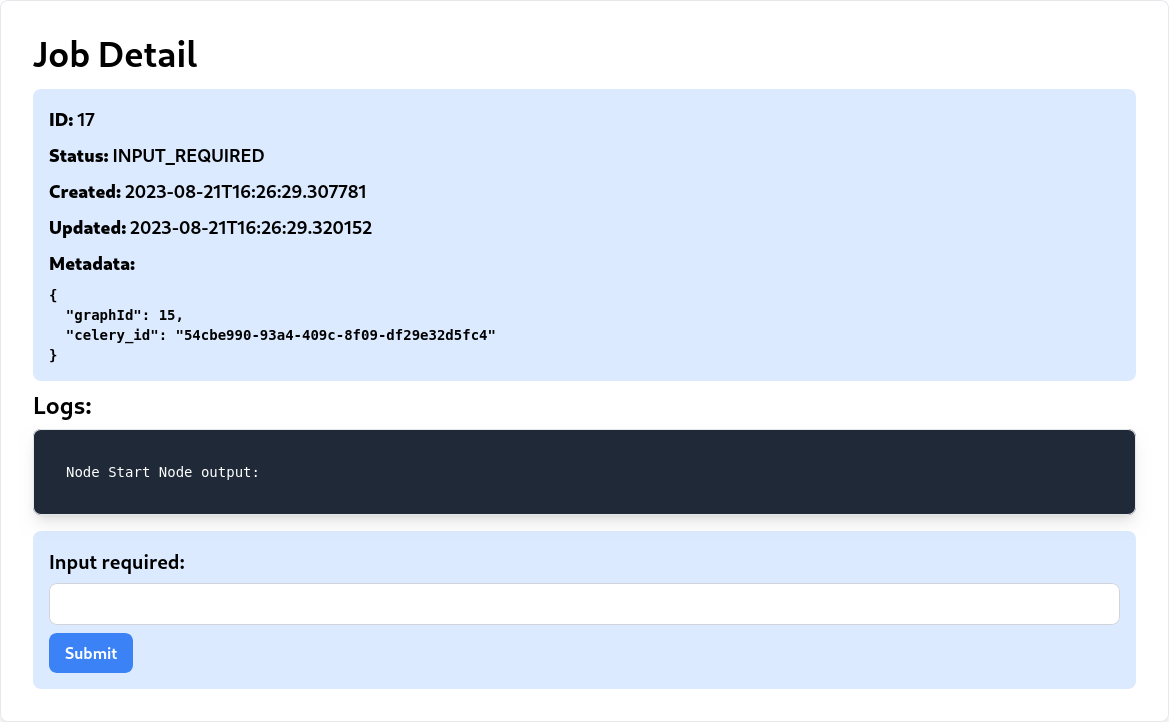 Job Detail
ID: 17
Status: INPUT_REQUIRED
Created: 2023-08-21T16:26:29.307781
Updated: 2023-08-21T16:26:29.320152
Metadata:
{
  "graphId": 15,
  "celery_id": "54cbe990-93a4-409c-8f09-df29e32d5fc4"
}
Logs:
Node Start Node output:
Input required:
Submit